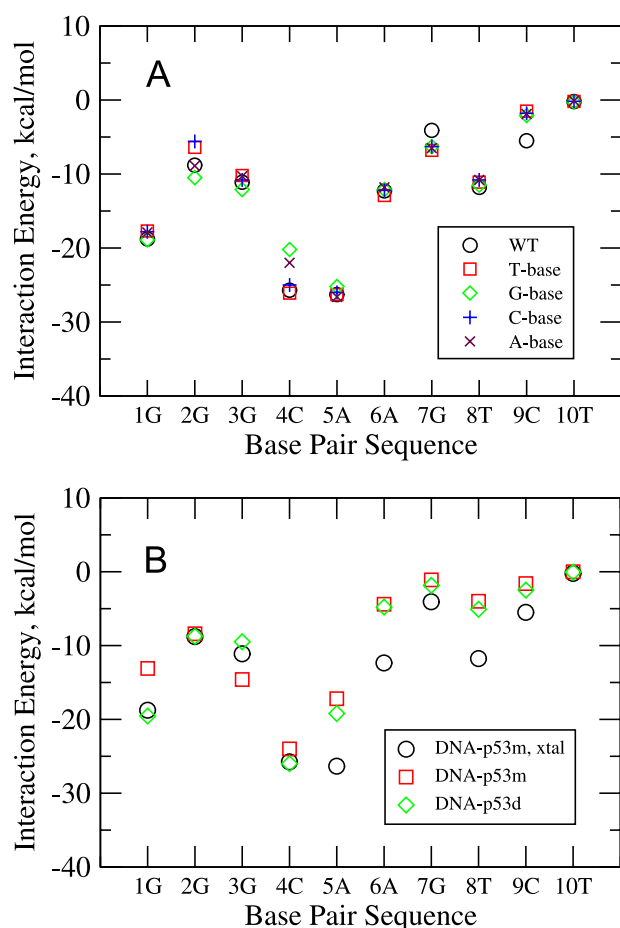 10
0
-10
-20
-30
-40
Interaction Energy, kcal/mol
A
WT
T-base
G-base
C-base
A-base
1G 2G 3G 4C 5A 6A 7G 8T 9C 10T
Base Pair Sequence
10
0
-10
-20
-30
-40
Interaction Energy, kcal/mol
B
DNA-p53m, xtal
DNA-p53m
DNA-p53d
1G 2G 3G 4C 5A 6A 7G 8T 9C 10T
Base Pair Sequence